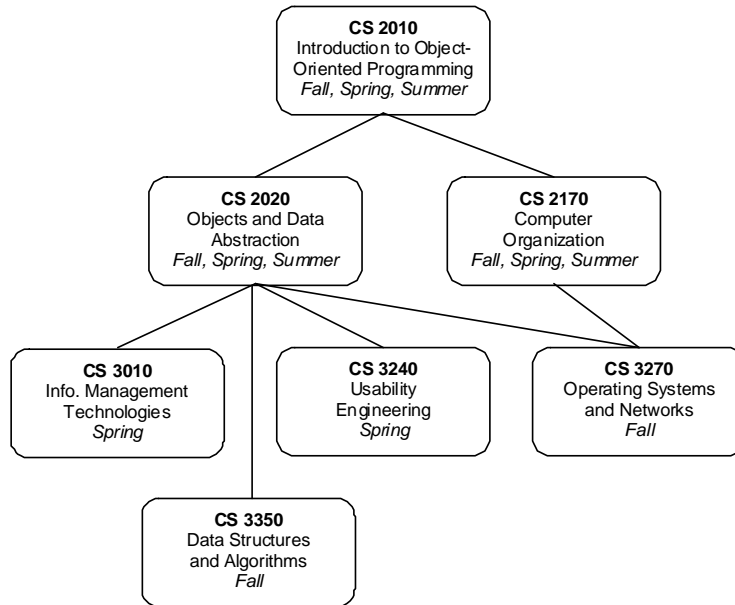 CS 2010
Introduction to Object-
Oriented Programming
Fall, Spring, Summer
CS 2020
Objects and Data
Abstraction
Fall, Spring, Summer
CS 2170
Computer
Organization
Fall, Spring, Summer
CS 3010
Info. Management
Technologies
Spring
CS 3240
Usability
Engineering
Spring
CS 3270
Operating Systems
and Networks
Fall
CS 3350
Data Structures
and Algorithms
Fall